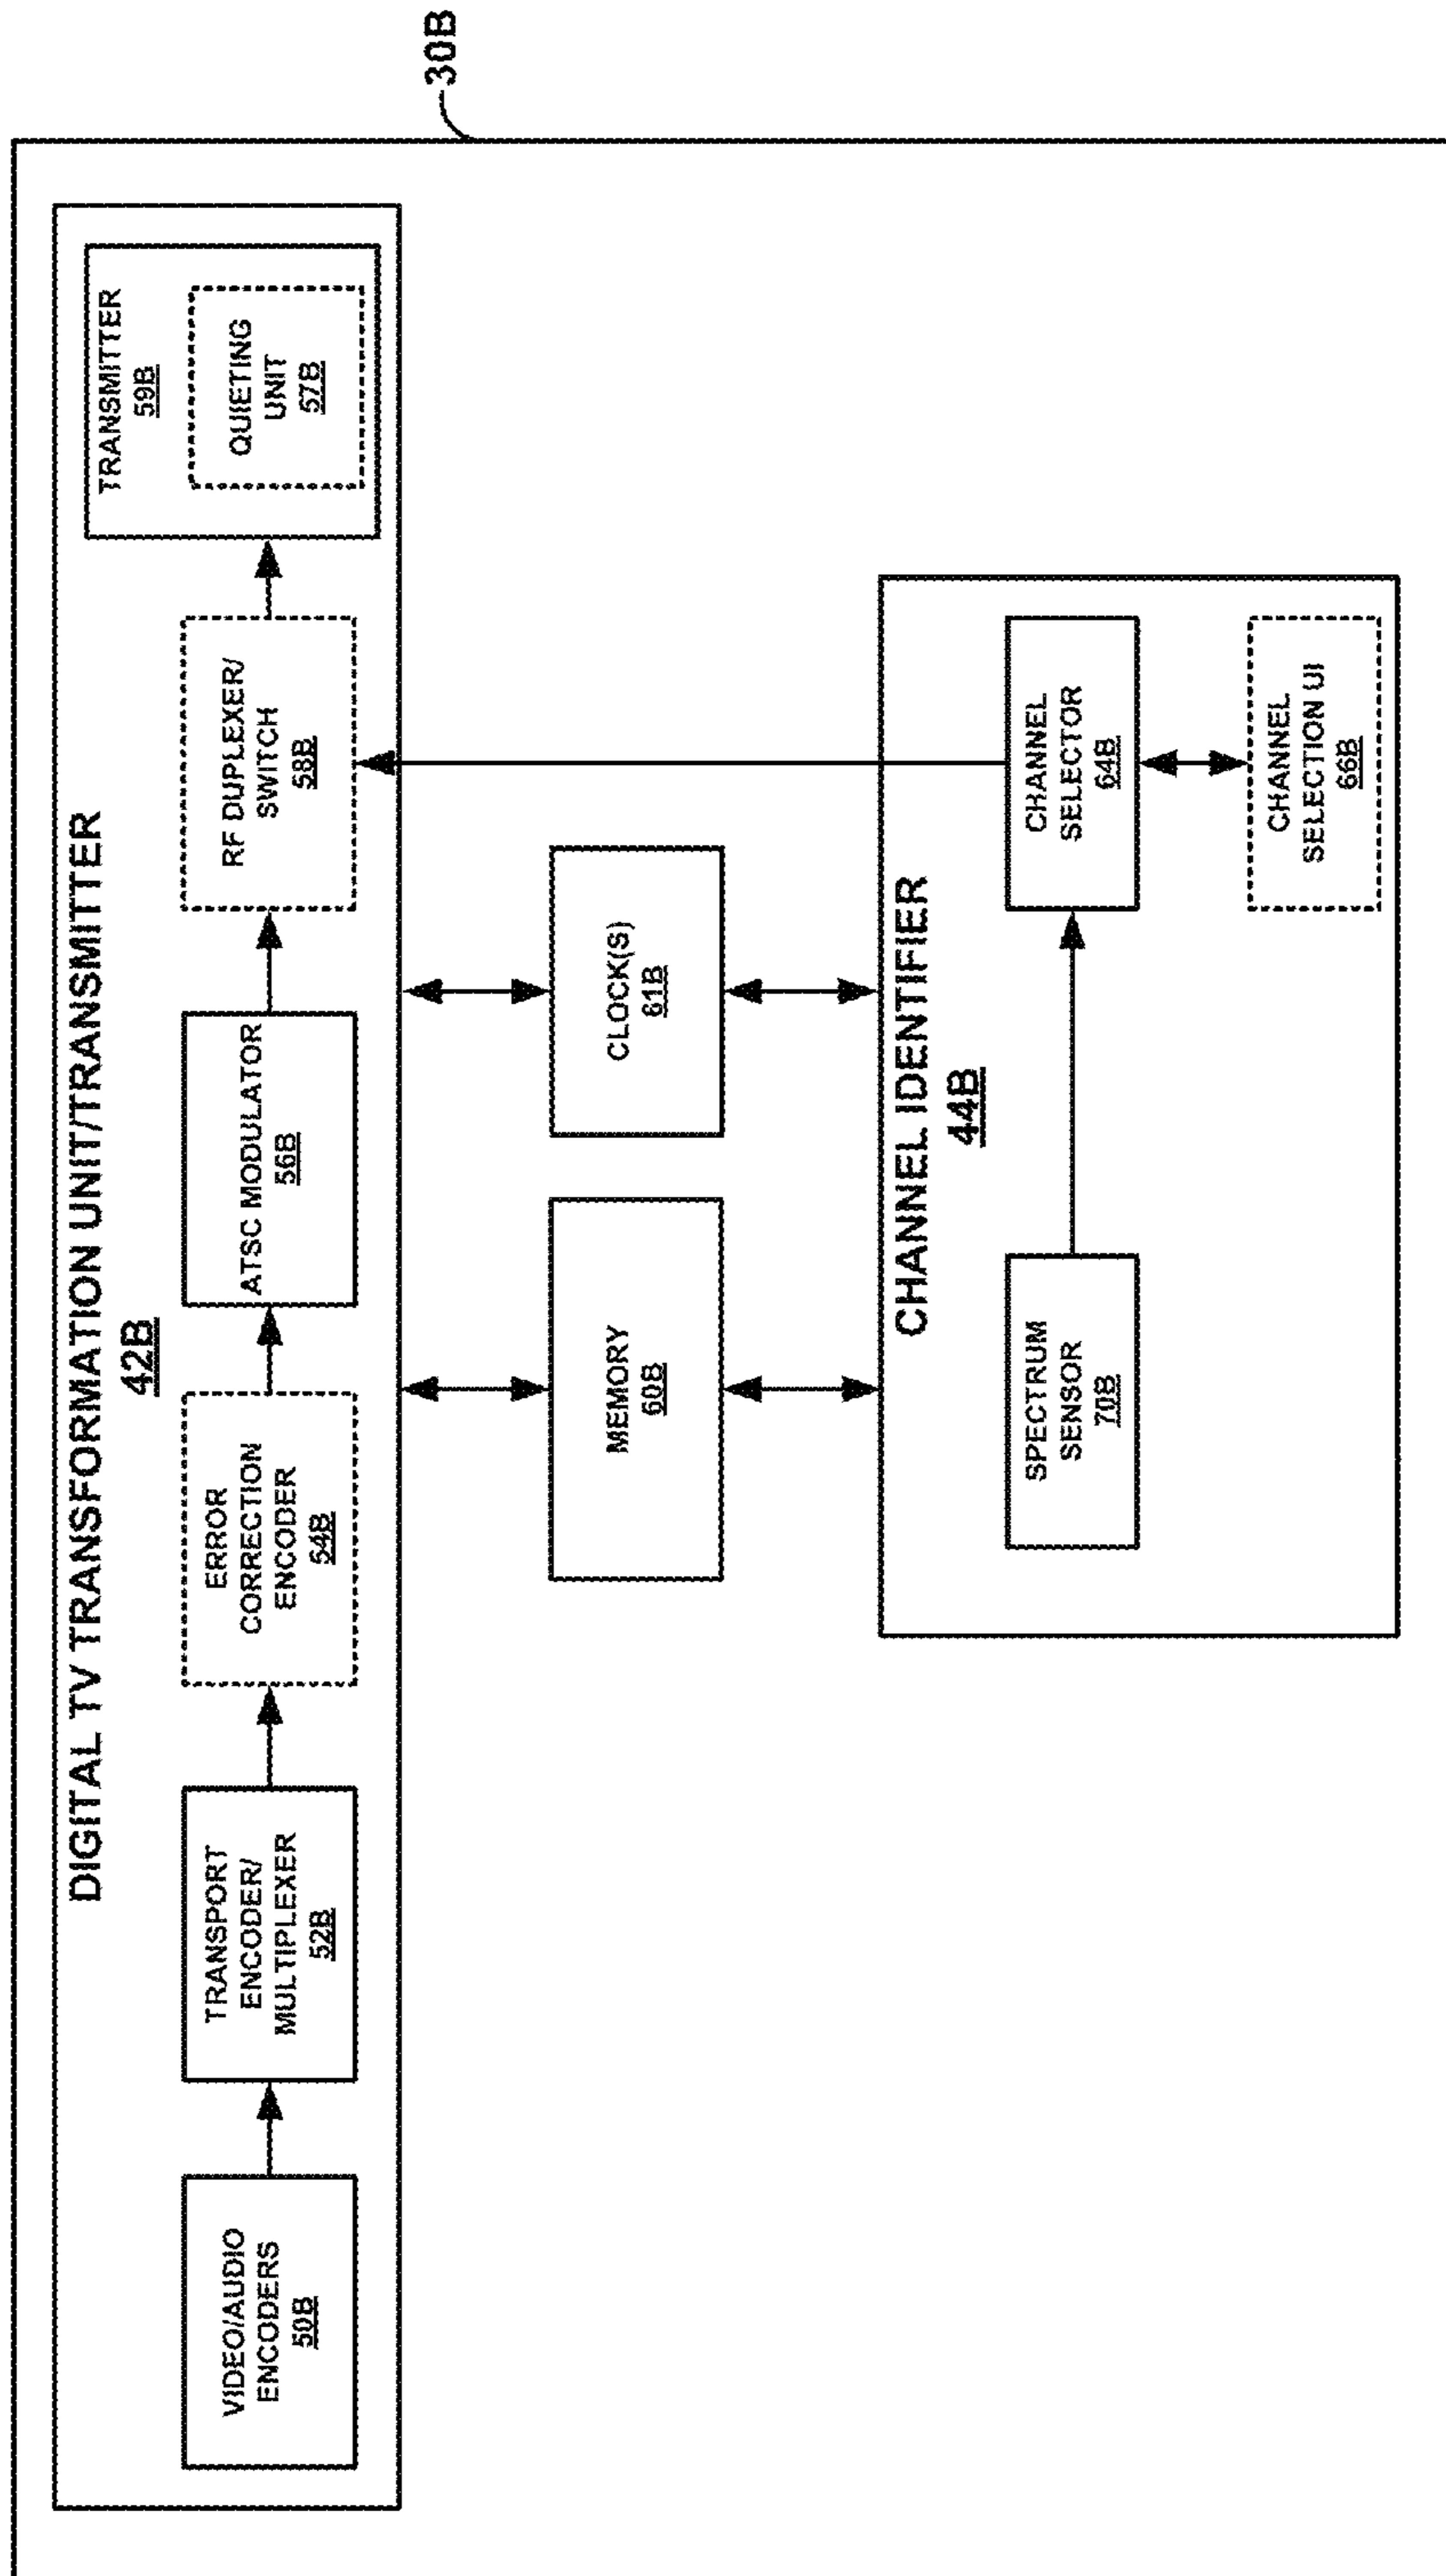 30B
DIGITAL TV TRANSFORMATION UNIT/TRANSMITTER
42B
VIDEO/AUDIO
ENCODERS
50B
TRANSPORT
ENCODER/
MULTIPLEXER
52B
ERROR
CORRECTION
ENCODER
54B
ATSC MODULATOR
56B
RF DUPLEXER/
SWITCH
58B
TRANSMITTER
59B
QUIETING
UNIT
57B
MEMORY
60B
CLOCK(S)
61B
CHANNEL IDENTIFIER
44B
SPECTRUM
SENSOR
70B
CHANNEL
SELECTOR
64B
CHANNEL
SELECTION UI
66B